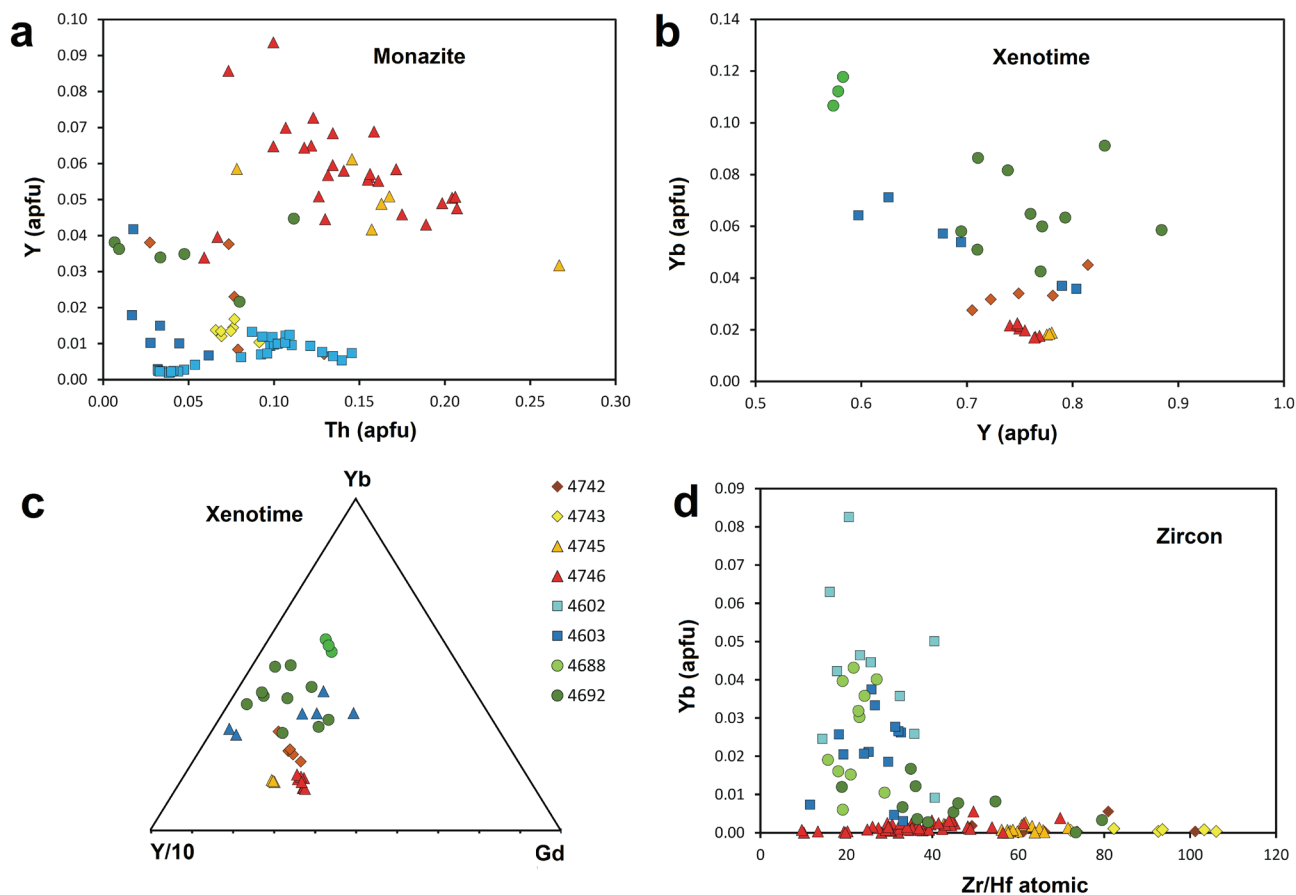 a
Monazite
Y (apfu)
0.10
0.09
0.08
0.07
0.06
0.05
0.04
0.03
0.02
0.01
0.00
0.00 0.05 0.10 0.15 0.20 0.25 0.30
Th (apfu)
b
Xenotime
Yb (apfu)
0.14
0.12
0.10
0.08
0.06
0.04
0.02
0.00
0.5 0.6 0.7 0.8 0.9 1.0
Y (apfu)
c
Xenotime
Yb
Y/10
Gd
4742
4743
4745
4746
4602
4603
4688
4692
d
Zircon
Yb (apfu)
0.09
0.08
0.07
0.06
0.05
0.04
0.03
0.02
0.01
0.00
0 20 40 60 80 100 120
Zr/Hf atomic